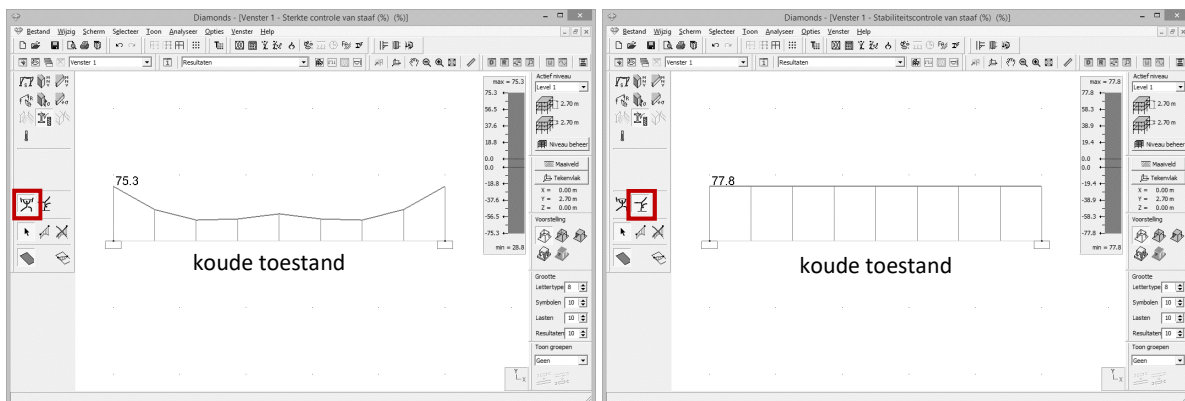 Diamonds - [Venster 1 - Sterkte controle van staaf (%) (%)]
Bestand Wijzig Scherm Selecteer Toon Analyseer Opties Venster Help
Venster 1
Resultaten
max = 75.3
75.3
56.5
37.6
18.8
0.0
0.0
-18.8
-37.6
-56.5
-75.3
min = 28.8
75.3
koude toestand
Actief niveau
Level 1
2.70 m
2.70 m
Niveau beheer
Maaiveld
Tekenvlak
X = 0.00 m
Y = 2.70 m
Z = 0.00 m
Voorstelling
Grootte
Lettertype 8
Symbolen 10
Lasten 10
Resultaten 10
Toon groepen
Geen
Y
X
Diamonds - [Venster 1 - Stabiliteitscontrole van staaf (%) (%)]
Bestand Wijzig Scherm Selecteer Toon Analyseer Opties Venster Help
Venster 1
Resultaten
max = 77.8
77.8
58.3
38.9
19.4
0.0
0.0
-19.4
-38.9
-58.3
-77.8
min = 77.8
77.8
koude toestand
Actief niveau
Level 1
2.70 m
2.70 m
Niveau beheer
Maaiveld
Tekenvlak
X = 0.00 m
Y = 2.70 m
Z = 0.00 m
Voorstelling
Grootte
Lettertype 8
Symbolen 10
Lasten 10
Resultaten 10
Toon groepen
Geen
Y
X